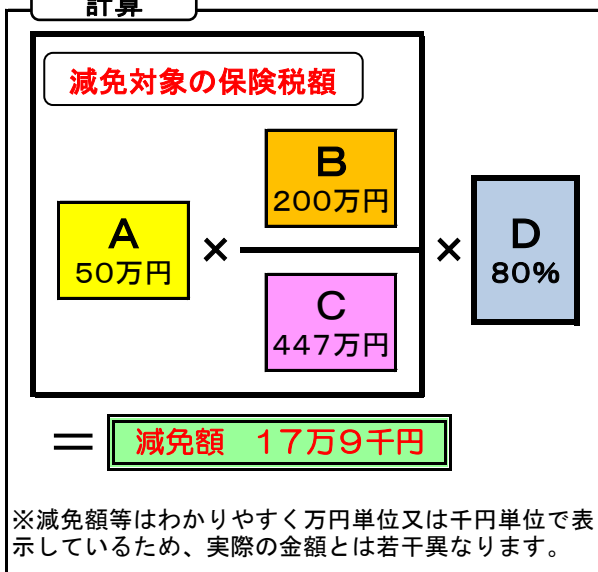 計算
減免対象の保険税額
B
200万円
A
50万円
×
×
D
80%
C
447万円
＝ 減免額 17万9千円
※減免額等はわかりやすく万円単位又は千円単位で表
示しているため、実際の金額とは若干異なります。